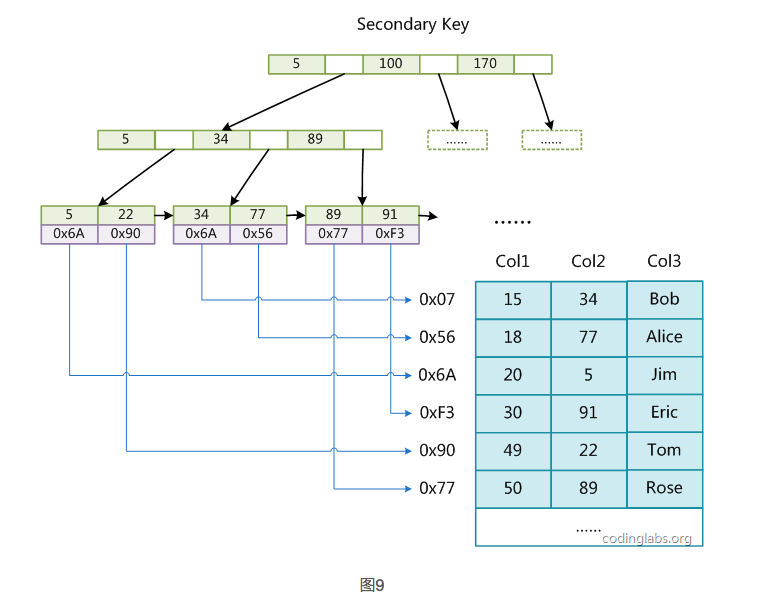 Secondary Key
5 100 170
5 34 89
...... ......
5 22 34 77 89 91
0x6A 0x90 0x6A 0x56 0x77 0xF3
......
Col1 Col2 Col3
0x07 15 34 Bob
0x56 18 77 Alice
0x6A 20 5 Jim
0xF3 30 91 Eric
0x90 49 22 Tom
0x77 50 89 Rose
......
codinglabs.org
图9